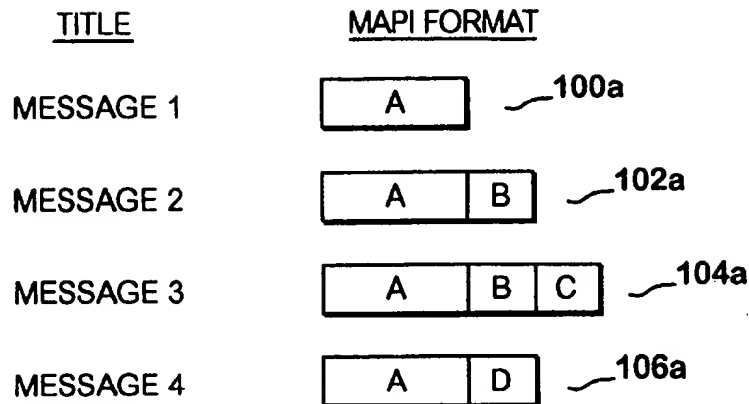 TITLE MAPI FORMAT
MESSAGE 1 A 100a
MESSAGE 2 A B 102a
MESSAGE 3 A B C 104a
MESSAGE 4 A D 106a